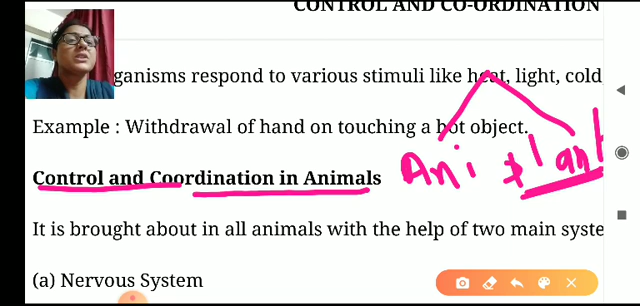 CONTROL AND CO-ORDINATION
ganisms respond to various stimuli like heat, light, cold
Example : Withdrawal of hand on touching a hot object.
Ani plant
Control and Coordination in Animals
It is brought about in all animals with the help of two main syste
(a) Nervous System